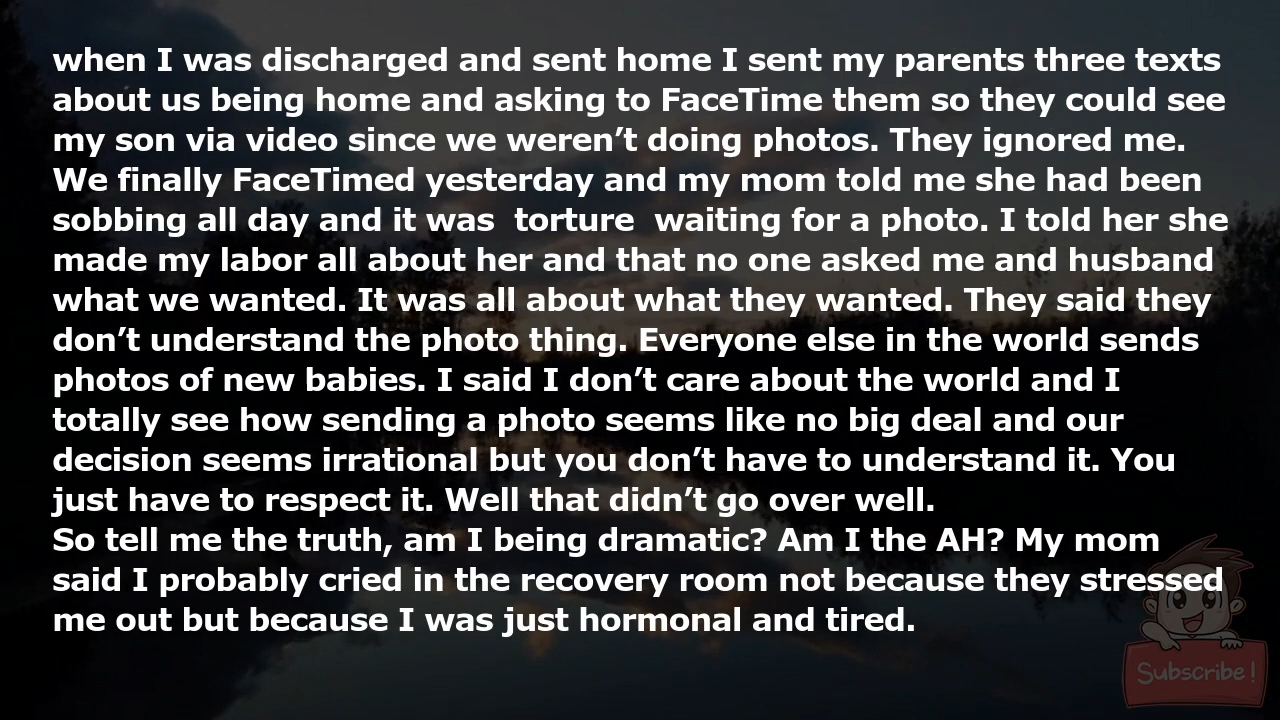 when I was discharged and sent home I sent my parents three texts
about us being home and asking to FaceTime them so they could see
my son via video since we weren’t doing photos. They ignored me.
We finally FaceTimed yesterday and my mom told me she had been
sobbing all day and it was  torture  waiting for a photo. I told her she
made my labor all about her and that no one asked me and husband
what we wanted. It was all about what they wanted. They said they
don’t understand the photo thing. Everyone else in the world sends
photos of new babies. I said I don’t care about the world and I
totally see how sending a photo seems like no big deal and our
decision seems irrational but you don’t have to understand it. You
just have to respect it. Well that didn’t go over well.
So tell me the truth, am I being dramatic? Am I the AH? My mom
said I probably cried in the recovery room not because they stressed
me out but because I was just hormonal and tired.
Subscribe!